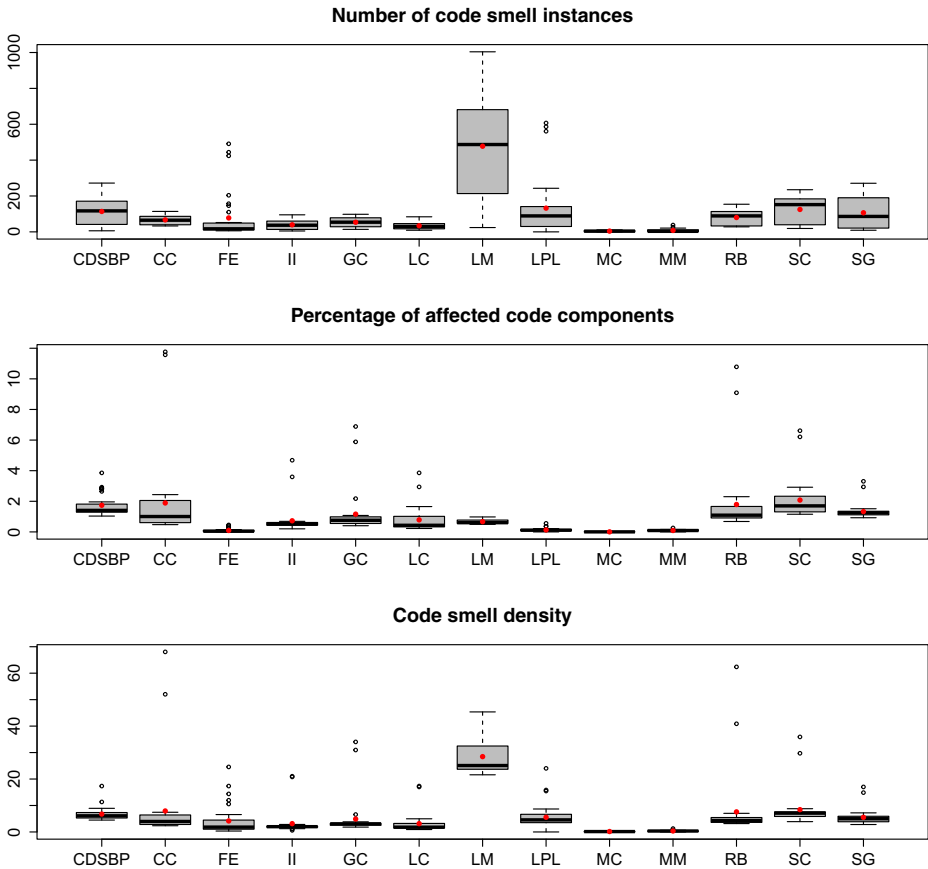 Number of code smell instances
1000
600
200
0
CDSBP CC FE II GC LC LM LPL MC MM RB SC SG
Percentage of affected code components
10
8
6
4
2
0
CDSBP CC FE II GC LC LM LPL MC MM RB SC SG
Code smell density
60
40
20
0
CDSBP CC FE II GC LC LM LPL MC MM RB SC SG